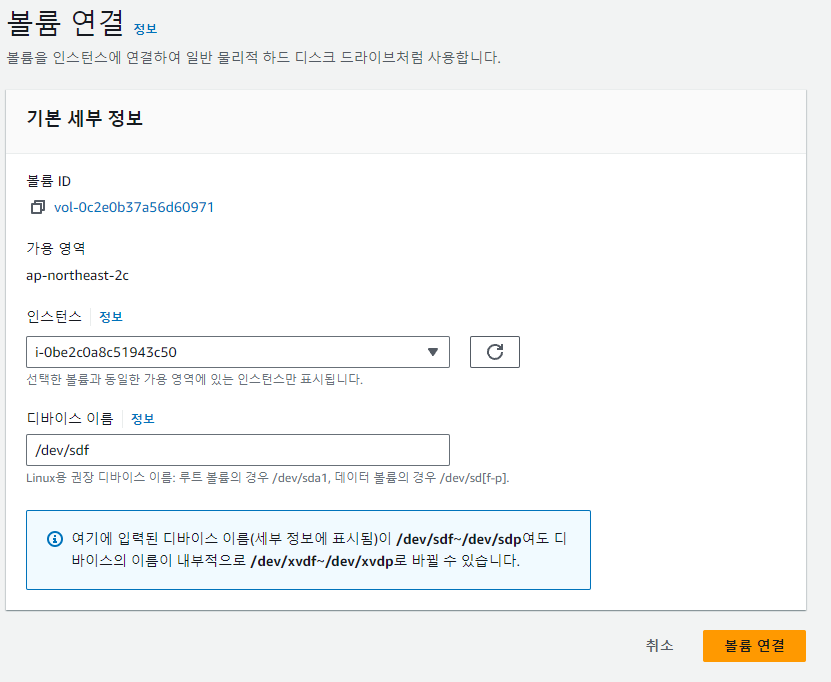 볼륨 연결 정보
볼륨을 인스턴스에 연결하여 일반 물리적 하드 디스크 드라이브처럼 사용합니다.
기본 세부 정보
볼륨 ID
vol-0c2e0b37a56d60971
가용 영역
ap-northeast-2c
인스턴스 정보
i-0be2c0a8c51943c50
선택한 볼륨과 동일한 가용 영역에 있는 인스턴스만 표시됩니다.
디바이스 이름 정보
/dev/sdf
Linux용 권장 디바이스 이름: 루트 볼륨의 경우 /dev/sda1, 데이터 볼륨의 경우 /dev/sd[f-p].
여기에 입력된 디바이스 이름(세부 정보에 표시됨)이 /dev/sdf~/dev/sdp여도 디
바이스의 이름이 내부적으로 /dev/xvdf~/dev/xvdp로 바뀔 수 있습니다.
취소 볼륨 연결